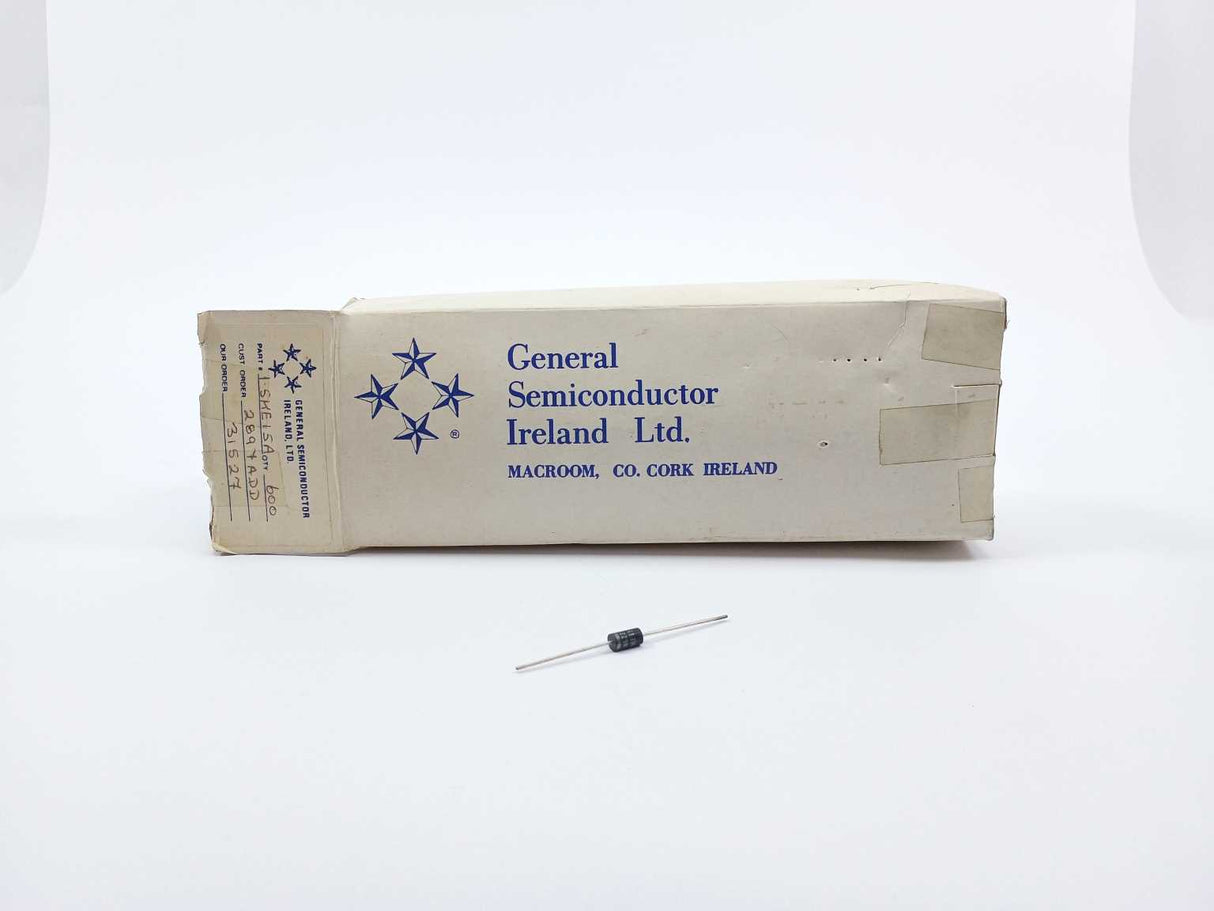 General
Semiconductor
Ireland Ltd.
MACROOM, CO. CORK IRELAND
®
GENERAL SEMICONDUCTOR
IRELAND, LTD.
PART # 1.5KE15A QTY. 600
CUST ORDER 2897ADD
OUR ORDER 31527